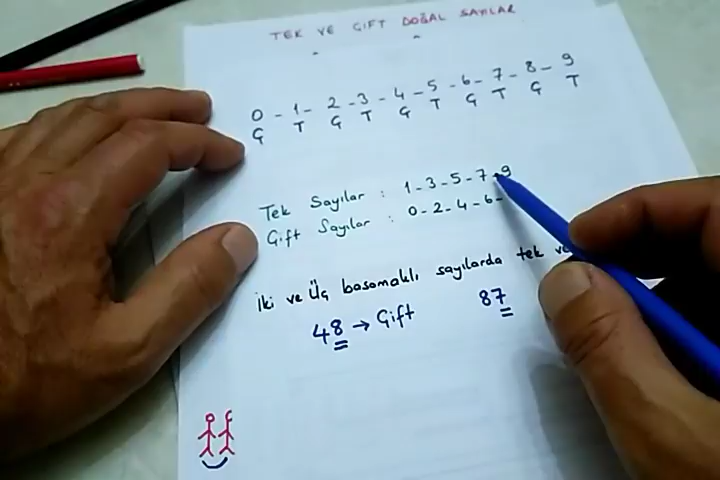 TEK VE ÇİFT DOĞAL SAYILAR
0 - 1 - 2 - 3 - 4 - 5 - 6 - 7 - 8 - 9
Ç T Ç T Ç T Ç T Ç T
Tek Sayılar : 1 - 3 - 5 - 7 - 9
Çift Sayılar : 0 - 2 - 4 - 6 -
İki ve Üç basamaklı sayılarda tek
48 → Çift 87